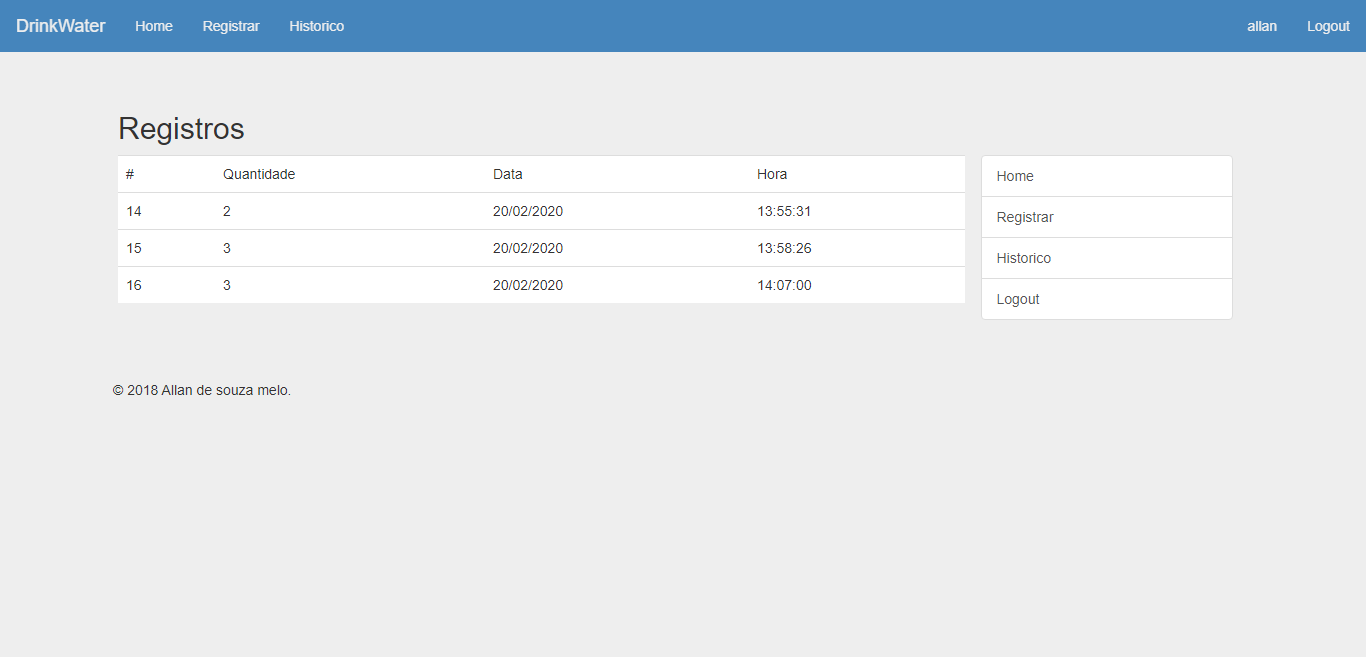 DrinkWater Home Registrar Historico allan Logout
Registros
# Quantidade Data Hora
14 2 20/02/2020 13:55:31
15 3 20/02/2020 13:58:26
16 3 20/02/2020 14:07:00
Home
Registrar
Historico
Logout
© 2018 Allan de souza melo.